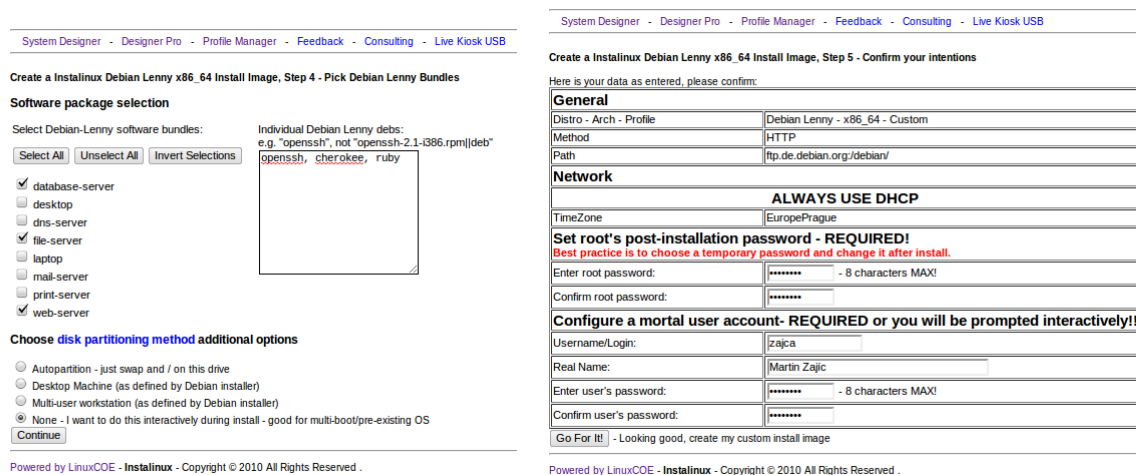 System Designer - Designer Pro - Profile Manager - Feedback - Consulting - Live Kiosk USB
Create a Instalinux Debian Lenny x86_64 Install Image, Step 4 - Pick Debian Lenny Bundles
Software package selection
Select Debian-Lenny software bundles:
Select All Unselect All Invert Selections
database-server
desktop
dns-server
file-server
laptop
mail-server
print-server
web-server
Individual Debian Lenny debs:
e.g. "openssh", not "openssh-2.1-i386.rpm||deb"
openssh, cherokee, ruby
Choose disk partitioning method additional options
Autopartition - just swap and / on this drive
Desktop Machine (as defined by Debian installer)
Multi-user workstation (as defined by Debian installer)
None - I want to do this interactively during install - good for multi-boot/pre-existing OS
Continue
Powered by LinuxCOE - Instalinux - Copyright © 2010 All Rights Reserved .
System Designer - Designer Pro - Profile Manager - Feedback - Consulting - Live Kiosk USB
Create a Instalinux Debian Lenny x86_64 Install Image, Step 5 - Confirm your intentions
Here is your data as entered, please confirm:
General
Distro - Arch - Profile Debian Lenny - x86_64 - Custom
Method HTTP
Path ftp.de.debian.org:/debian/
Network
ALWAYS USE DHCP
TimeZone EuropePrague
Set root's post-installation password - REQUIRED!
Best practice is to choose a temporary password and change it after install.
Enter root password: •••••••• - 8 characters MAX!
Confirm root password: ••••••••
Configure a mortal user account- REQUIRED or you will be prompted interactively!!
Username/Login: zajca
Real Name: Martin Zajíc
Enter user's password: •••••••• - 8 characters MAX!
Confirm user's password: ••••••••
Go For It! - Looking good, create my custom install image
Powered by LinuxCOE - Instalinux - Copyright © 2010 All Rights Reserved .